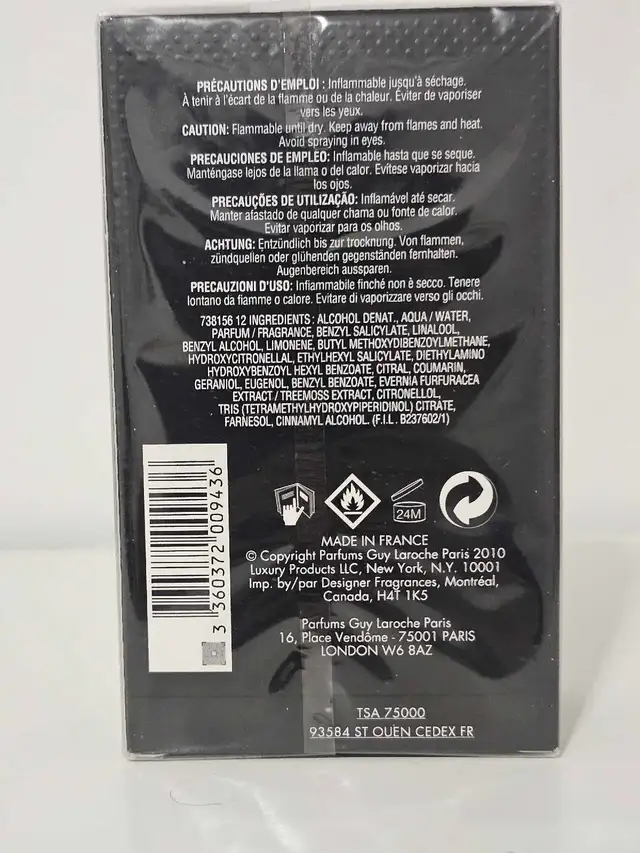 PRÉCAUTIONS D'EMPLOI : Inflammable jusqu'à séchage.
À tenir à l'écart de la flamme ou de la chaleur. Éviter de vaporiser
vers les yeux.
CAUTION: Flammable until dry. Keep away from flames and heat.
Avoid spraying in eyes.
PRECAUCIONES DE EMPLEO: Inflamable hasta que se seque.
Manténgase lejos de la llama o del calor. Evítese vaporizar hacia
los ojos.
PRECAUÇÕES DE UTILIZAÇÃO: Inflamável até secar.
Manter afastado de qualquer chama ou fonte de calor.
Evitar vaporizar para os olhos.
ACHTUNG: Entzündlich bis zur trocknung. Von flammen,
zündquellen oder glühenden gegenständen fernhalten.
Augenbereich aussparen.
PRECAUZIONI D'USO: Infiammabile finché non è secco. Tenere
lontano da fiamme o calore. Evitare di vaporizzare verso gli occhi.
738156 12 INGREDIENTS : ALCOHOL DENAT., AQUA / WATER,
PARFUM / FRAGRANCE, BENZYL SALICYLATE, LINALOOL,
BENZYL ALCOHOL, LIMONENE, BUTYL METHOXYDIBENZOYLMETHANE,
HYDROXYCITRONELLAL, ETHYLHEXYL SALICYLATE, DIETHYLAMINO
HYDROXYBENZOYL HEXYL BENZOATE, CITRAL, COUMARIN,
GERANIOL, EUGENOL, BENZYL BENZOATE, EVERNIA FURFURACEA
EXTRACT / TREEMOSS EXTRACT, CITRONELLOL,
TRIS (TETRAMETHYLHYDROXYPIPERIDINOL) CITRATE,
FARNESOL, CINNAMYL ALCOHOL. (F.I.L. B237602/1)
3 360372 009436
24M
MADE IN FRANCE
© Copyright Parfums Guy Laroche Paris 2010
Luxury Products LLC, New York, N.Y. 10001
Imp. by/par Designer Fragrances, Montréal,
Canada, H4T 1K5
Parfums Guy Laroche Paris
16, Place Vendôme - 75001 PARIS
LONDON W6 8AZ
TSA 75000
93584 ST OUEN CEDEX FR